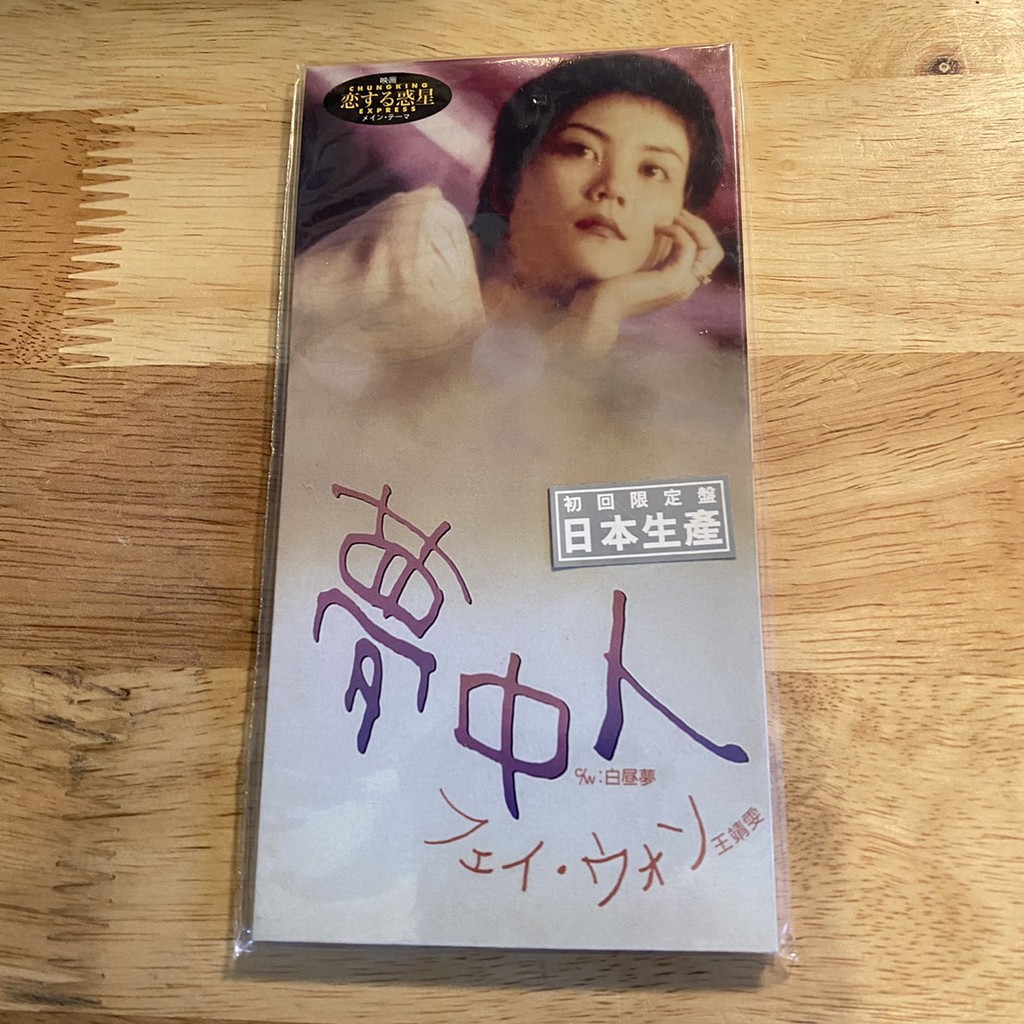 映画
CHUNGKING
恋する惑星
EXPRESS
メイン・テーマ
初回限定盤
日本生產
夢中人
c/w:白昼夢
フェイ・ウォン
王靖雯